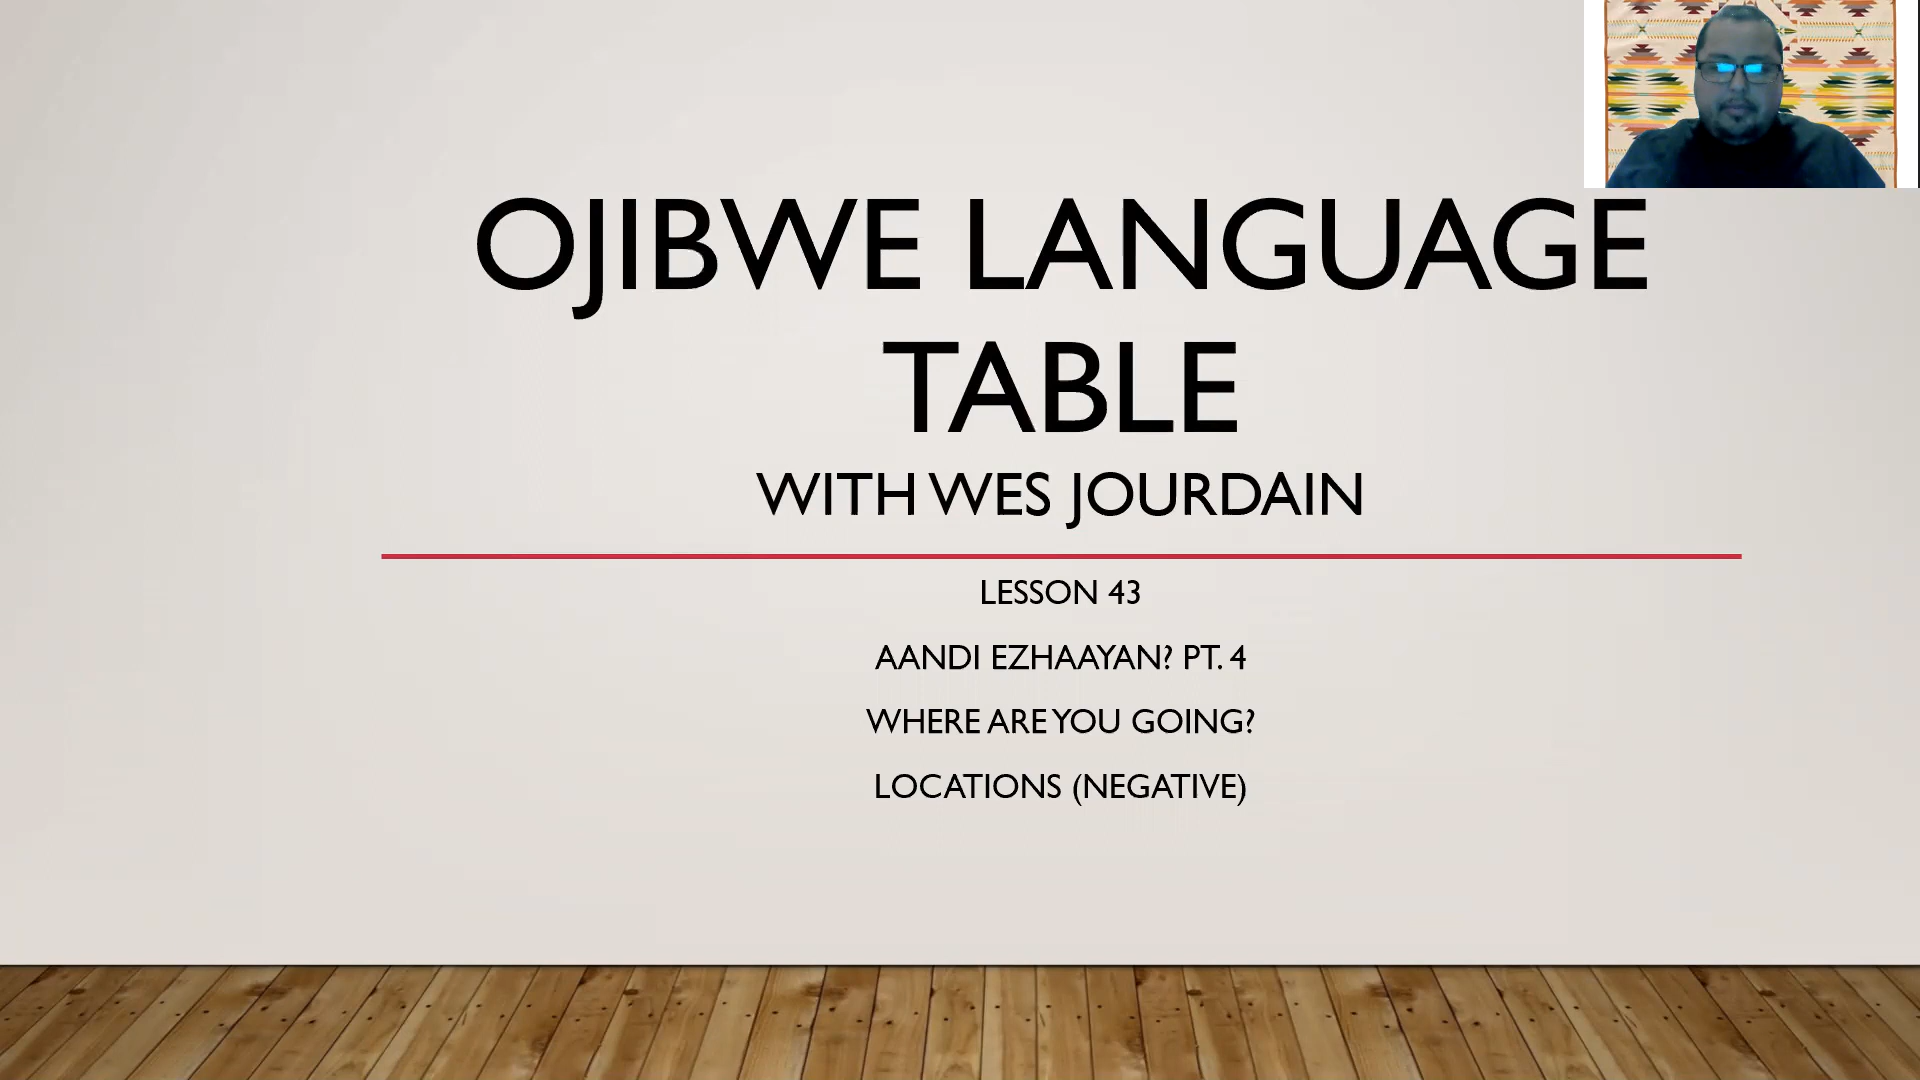 OJIBWE LANGUAGE
TABLE
WITH WES JOURDAIN
LESSON 43
AANDI EZHAAYAN? PT. 4
WHERE ARE YOU GOING?
LOCATIONS (NEGATIVE)